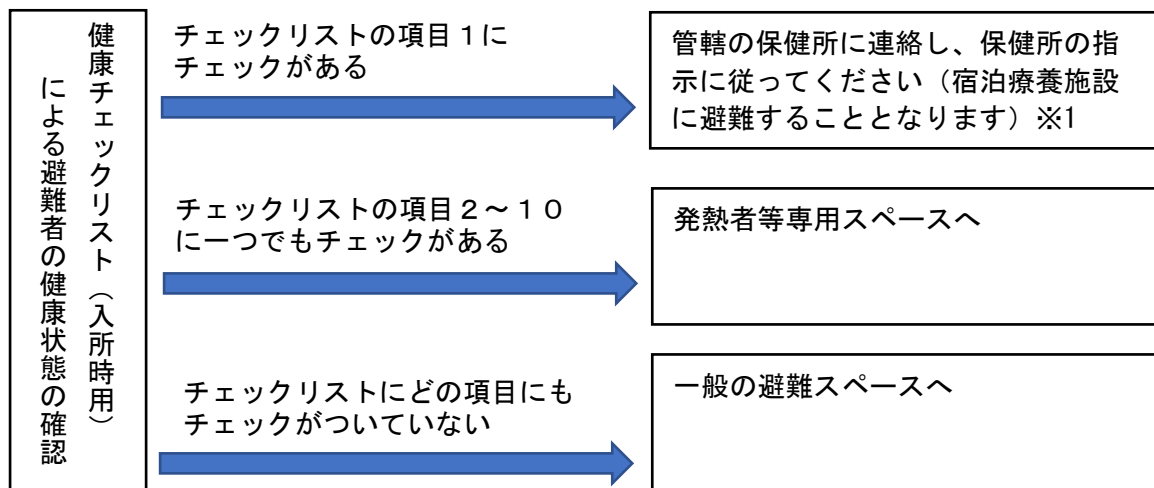 健康チェックリスト（入所時用）
による避難者の健康状態の確認
チェックリストの項目１に
チェックがある
管轄の保健所に連絡し、保健所の指
示に従ってください（宿泊療養施設
に避難することとなります）※1
チェックリストの項目２～１０
に一つでもチェックがある
発熱者等専用スペースへ
チェックリストにどの項目にも
チェックがついていない
一般の避難スペースへ